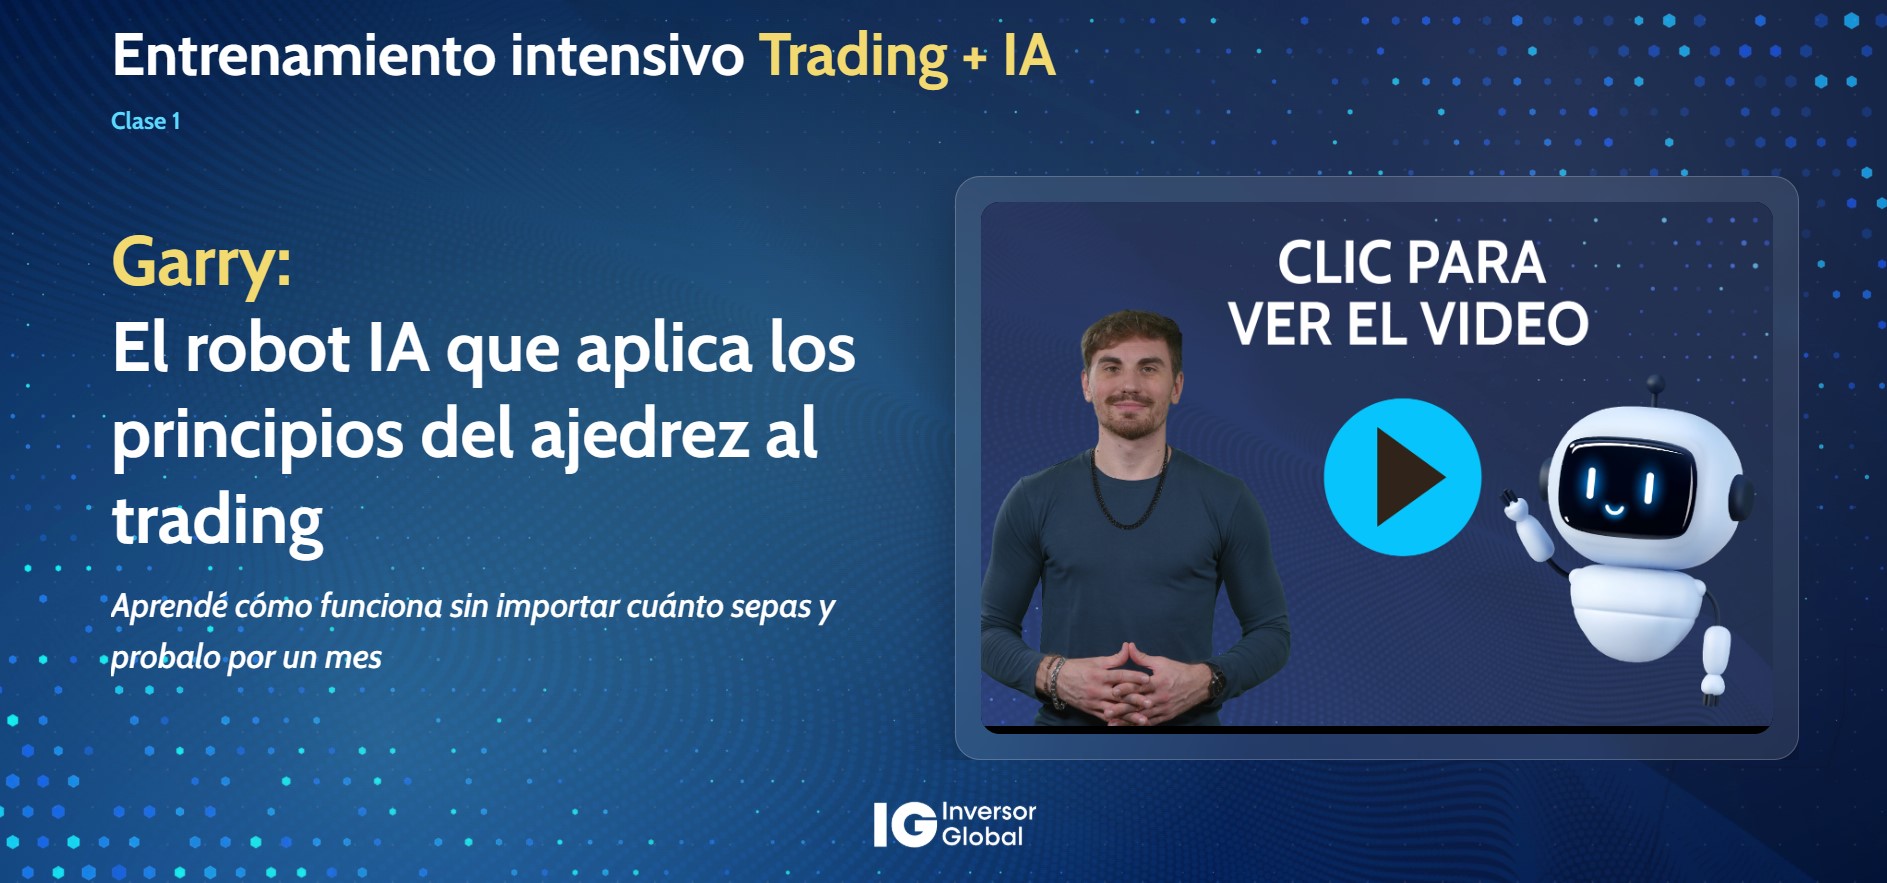 Entrenamiento intensivo Trading + IA
Clase 1
Garry:
El robot IA que aplica los
principios del ajedrez al
trading
Aprendé cómo funciona sin importar cuánto sepas y
probalo por un mes
CLIC PARA
VER EL VIDEO
IG Inversor
Global